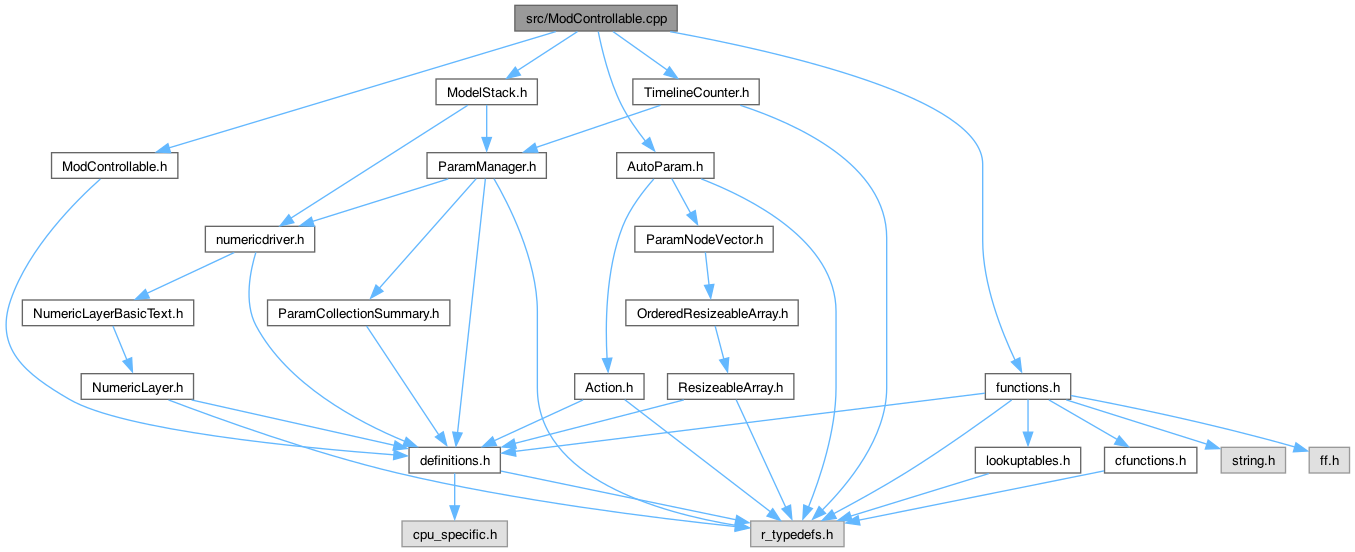 src/ModControllable.cpp
ModelStack.h
TimelineCounter.h
ModControllable.h
ParamManager.h
AutoParam.h
numericdriver.h
ParamNodeVector.h
NumericLayerBasicText.h
ParamCollectionSummary.h
OrderedResizeableArray.h
NumericLayer.h
Action.h
ResizeableArray.h
functions.h
definitions.h
lookuptables.h
cfunctions.h
string.h
ff.h
cpu_specific.h
r_typedefs.h